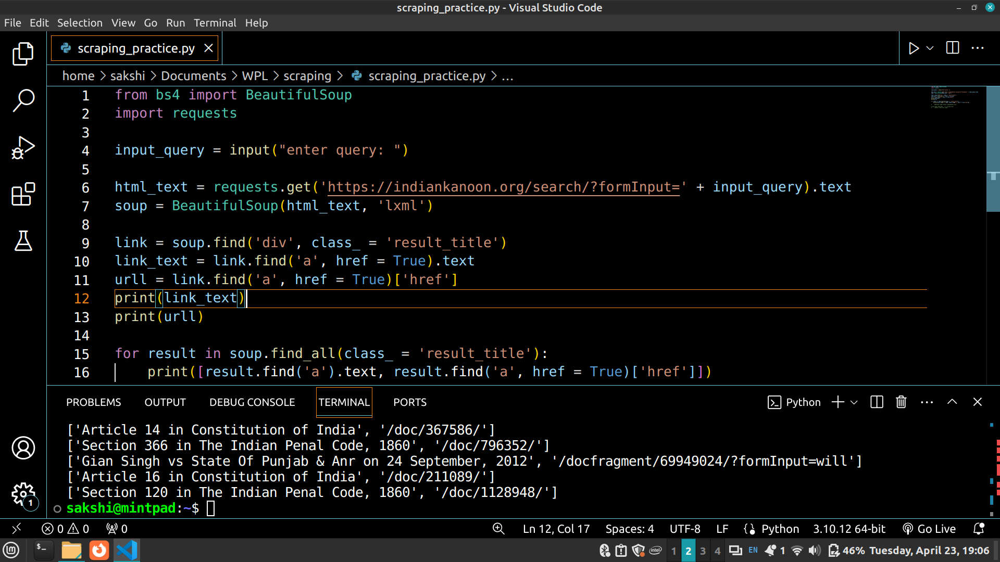 scraping_practice.py - Visual Studio Code
File Edit Selection View Go Run Terminal Help
scraping_practice.py
home > sakshi > Documents > WPL > scraping > scraping_practice.py > ...
1 from bs4 import BeautifulSoup
2 import requests
3
4 input_query = input("enter query: ")
5
6 html_text = requests.get('https://indiankanoon.org/search/?formInput=' + input_query).text
7 soup = BeautifulSoup(html_text, 'lxml')
8
9 link = soup.find('div', class_ = 'result_title')
10 link_text = link.find('a', href = True).text
11 urll = link.find('a', href = True)['href']
12 print(link_text)
13 print(urll)
14
15 for result in soup.find_all(class_ = 'result_title'):
16 print([result.find('a').text, result.find('a', href = True)['href']])
PROBLEMS OUTPUT DEBUG CONSOLE TERMINAL PORTS Python
['Article 14 in Constitution of India', '/doc/367586/']
['Section 366 in The Indian Penal Code, 1860', '/doc/796352/']
['Gian Singh vs State Of Punjab & Anr on 24 September, 2012', '/docfragment/69949024/?formInput=will']
['Article 16 in Constitution of India', '/doc/211089/']
['Section 120 in The Indian Penal Code, 1860', '/doc/1128948/']
sakshi@mintpad:~$
1
0 0 0 Ln 12, Col 17 Spaces: 4 UTF-8 LF Python 3.10.12 64-bit Go Live
lm $_ intel 1 2 3 4 EN 1 46% Tuesday, April 23, 19:06